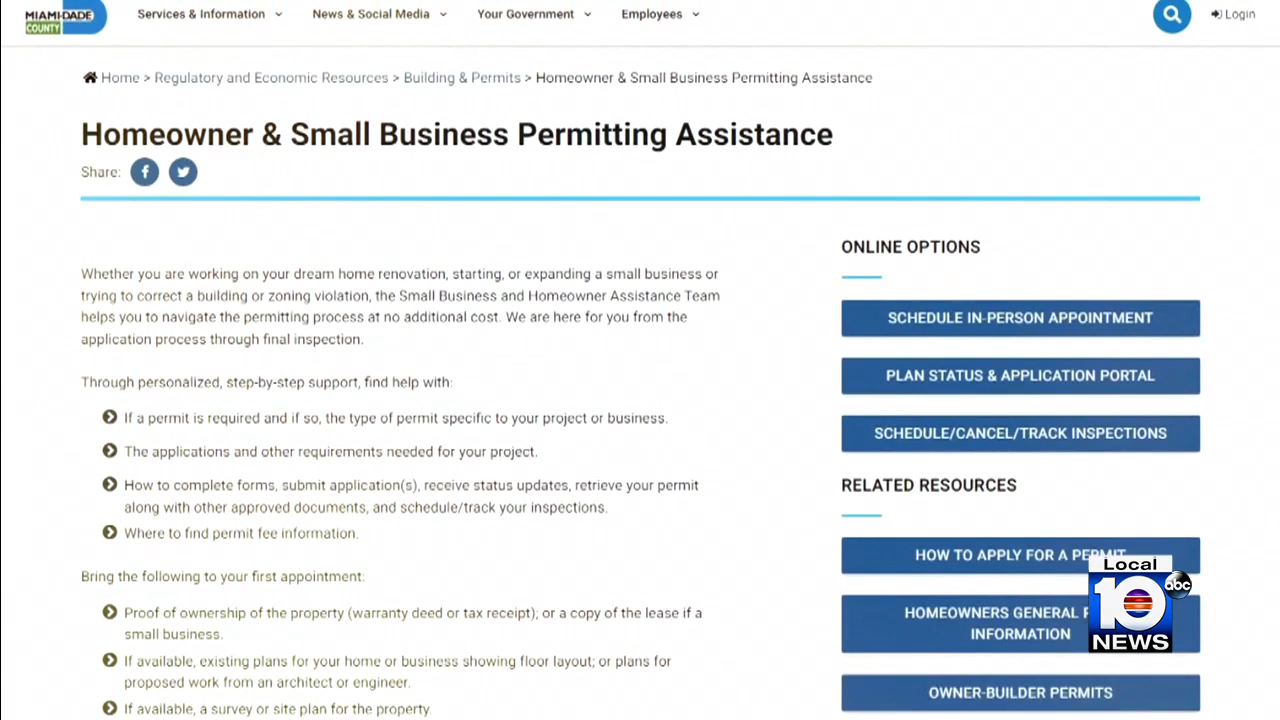 MIAMI-DADE
COUNTY
Services & Information
News & Social Media
Your Government
Employees
Login
Home > Regulatory and Economic Resources > Building & Permits > Homeowner & Small Business Permitting Assistance
Homeowner & Small Business Permitting Assistance
Share:
Whether you are working on your dream home renovation, starting, or expanding a small business or
trying to correct a building or zoning violation, the Small Business and Homeowner Assistance Team
helps you to navigate the permitting process at no additional cost. We are here for you from the
application process through final inspection.
Through personalized, step-by-step support, find help with:
If a permit is required and if so, the type of permit specific to your project or business.
The applications and other requirements needed for your project.
How to complete forms, submit application(s), receive status updates, retrieve your permit
along with other approved documents, and schedule/track your inspections.
Where to find permit fee information.
Bring the following to your first appointment:
Proof of ownership of the property (warranty deed or tax receipt); or a copy of the lease if a
small business.
If available, existing plans for your home or business showing floor layout; or plans for
proposed work from an architect or engineer.
If available, a survey or site plan for the property.
ONLINE OPTIONS
SCHEDULE IN-PERSON APPOINTMENT
PLAN STATUS & APPLICATION PORTAL
SCHEDULE/CANCEL/TRACK INSPECTIONS
RELATED RESOURCES
HOW TO APPLY FOR A PERMIT
HOMEOWNERS GENERAL
INFORMATION
OWNER-BUILDER PERMITS
Local
10
abc
NEWS